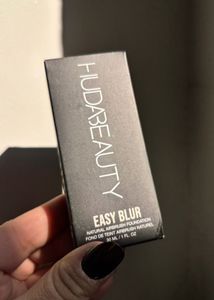 HUDABEAUTY
EASY BLUR
NATURAL AIRBRUSH FOUNDATION
FOND DE TEINT AIRBRUSH NATUREL
30 ML / 1 FL. OZ